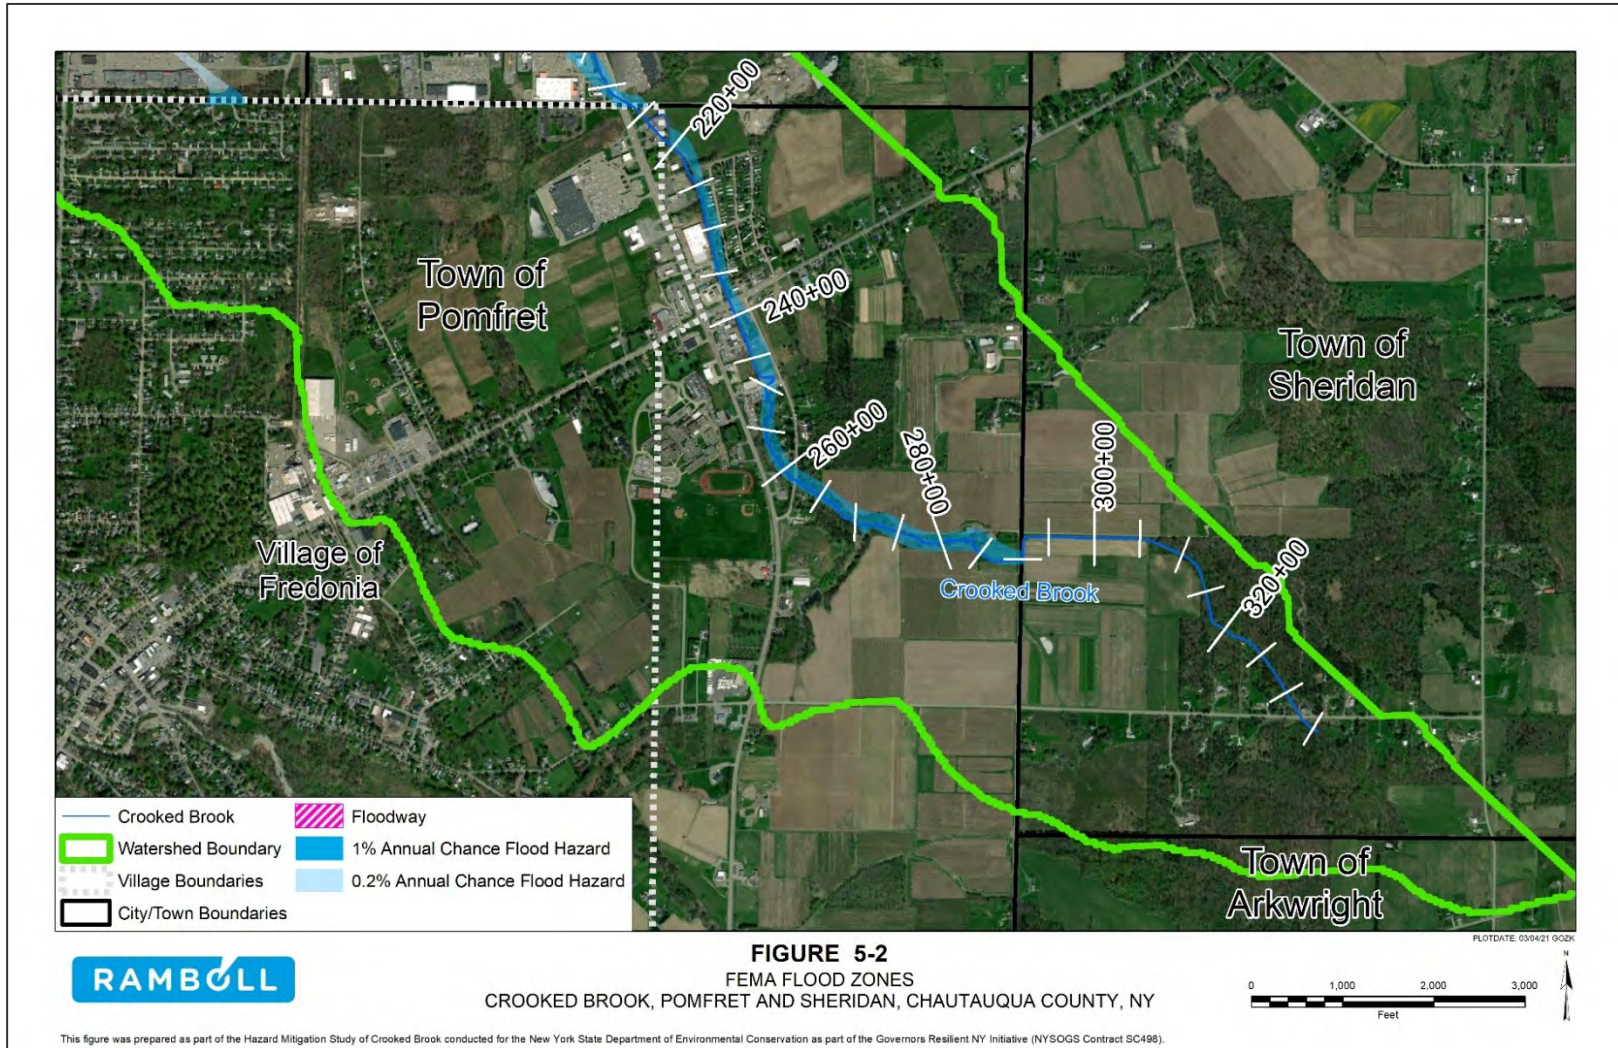 220+00
Town of
Pomfret
240+00
Town of
Sheridan
260+00
280+00
300+00
Village of
Fredonia
Crooked Brook
320+00
Town of
Arkwright
Crooked Brook
Watershed Boundary
Village Boundaries
City/Town Boundaries
Floodway
1% Annual Chance Flood Hazard
0.2% Annual Chance Flood Hazard
PLOTDATE: 03/04/21 GOZK
RAMBOLL
FIGURE 5-2
FEMA FLOOD ZONES
CROOKED BROOK, POMFRET AND SHERIDAN, CHAUTAUQUA COUNTY, NY
N
0 1,000 2,000 3,000
Feet
This figure was prepared as part of the Hazard Mitigation Study of Crooked Brook conducted for the New York State Department of Environmental Conservation as part of the Governors Resilient NY Initiative (NYSOGS Contract SC498).